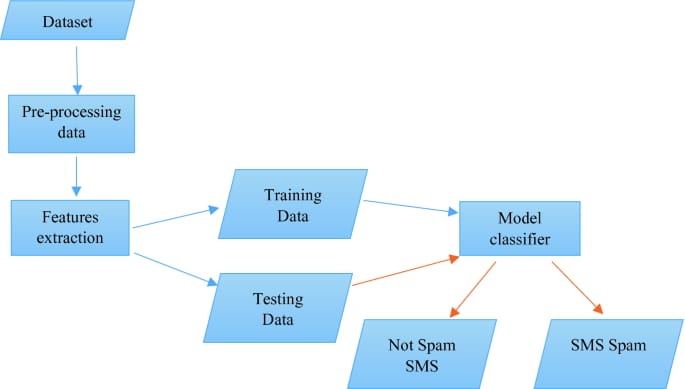 Dataset
Pre-processing
data
Features
extraction
Training
Data
Testing
Data
Model
classifier
Not Spam
SMS
SMS Spam